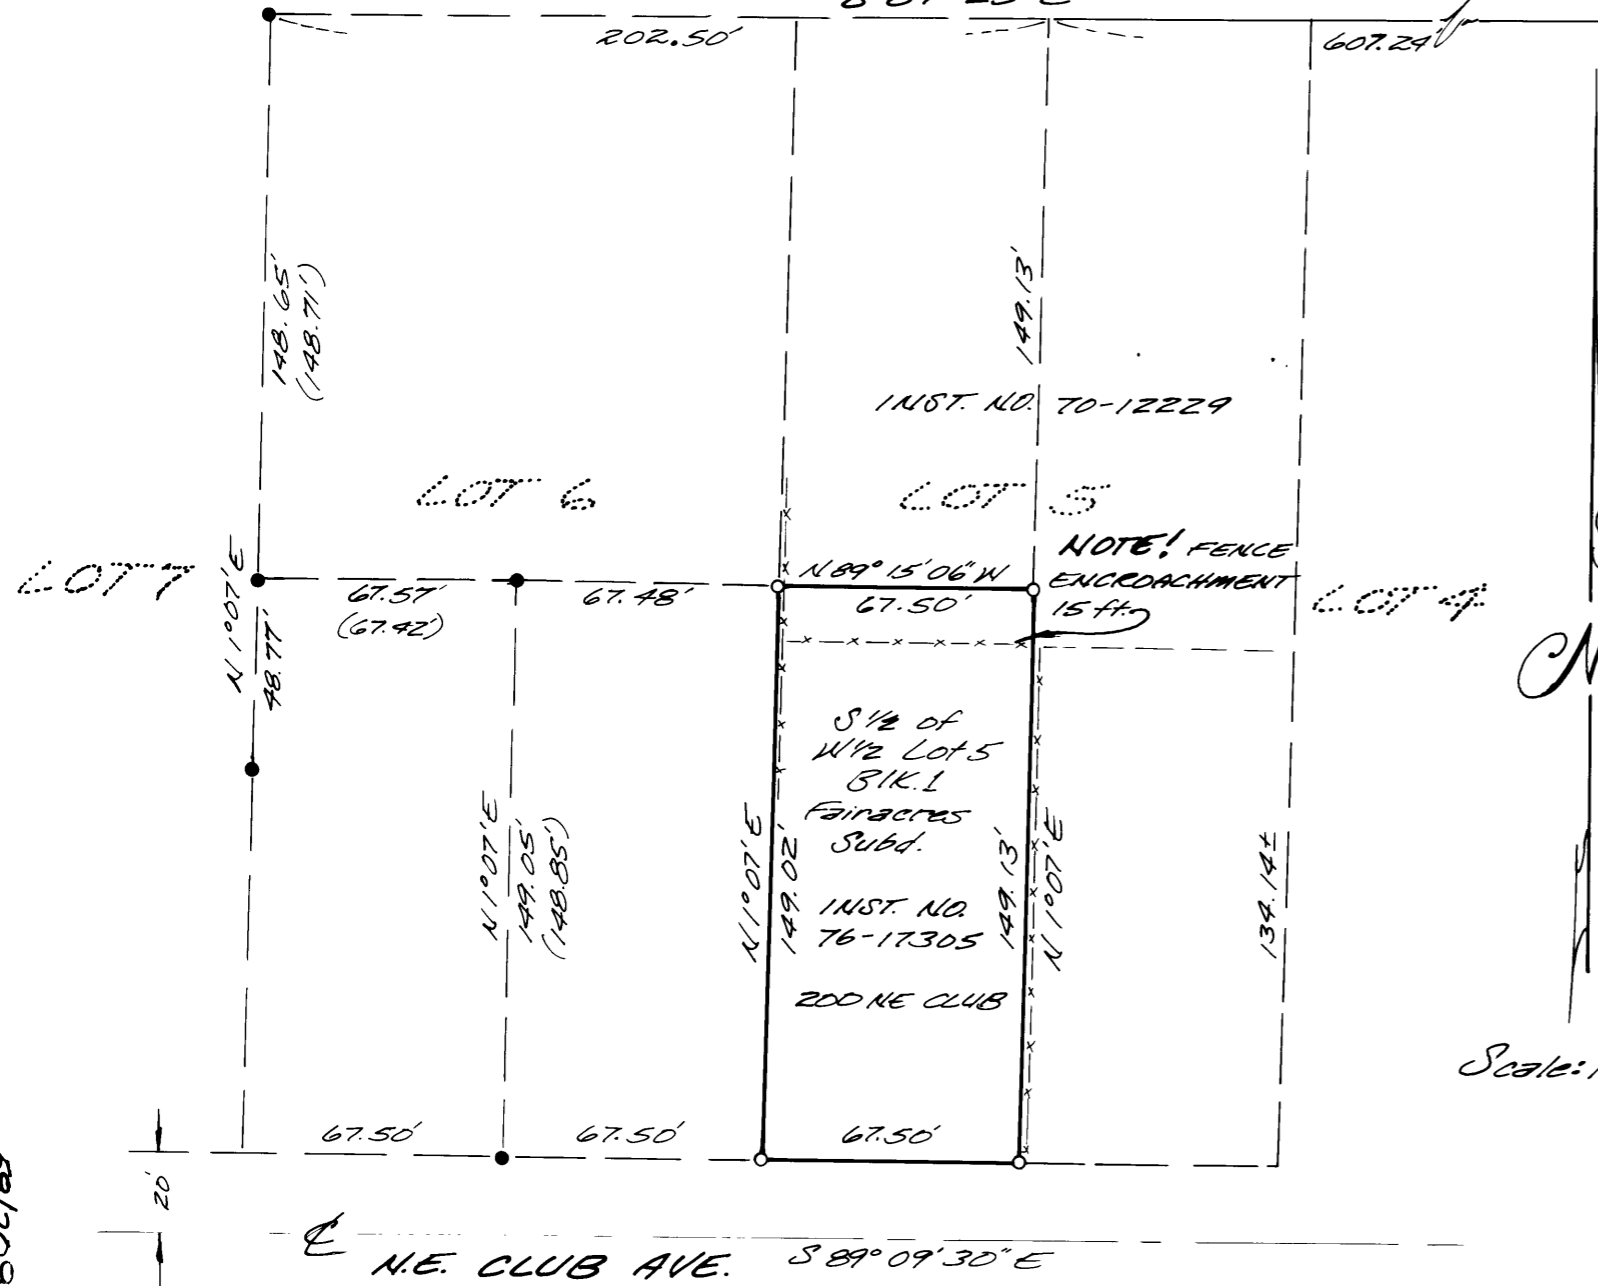 202.50'
607.24'
148.65'
(148.71')
149.13'
INST. NO. 70-12229
LOT 6
LOT 5
LOT 7
LOT 4
NOTE! FENCE
ENCROACHMENT
15 ft.
N 89° 15' 06" W
67.50'
67.57'
(67.42')
67.48'
N 1° 07' E
48.77'
S 1/2 of
W 1/2 Lot 5
Blk. 1
Fairacres
Subd.
INST. NO.
76-17305
200 NE CLUB
N 1° 07' E
149.05'
(148.85')
N 1° 07' E
149.02'
149.13'
N 1° 07' E
134.14±
Scale: 1
67.50'
67.50'
67.50'
20'
N.E. CLUB AVE.
S 89° 09' 30" E